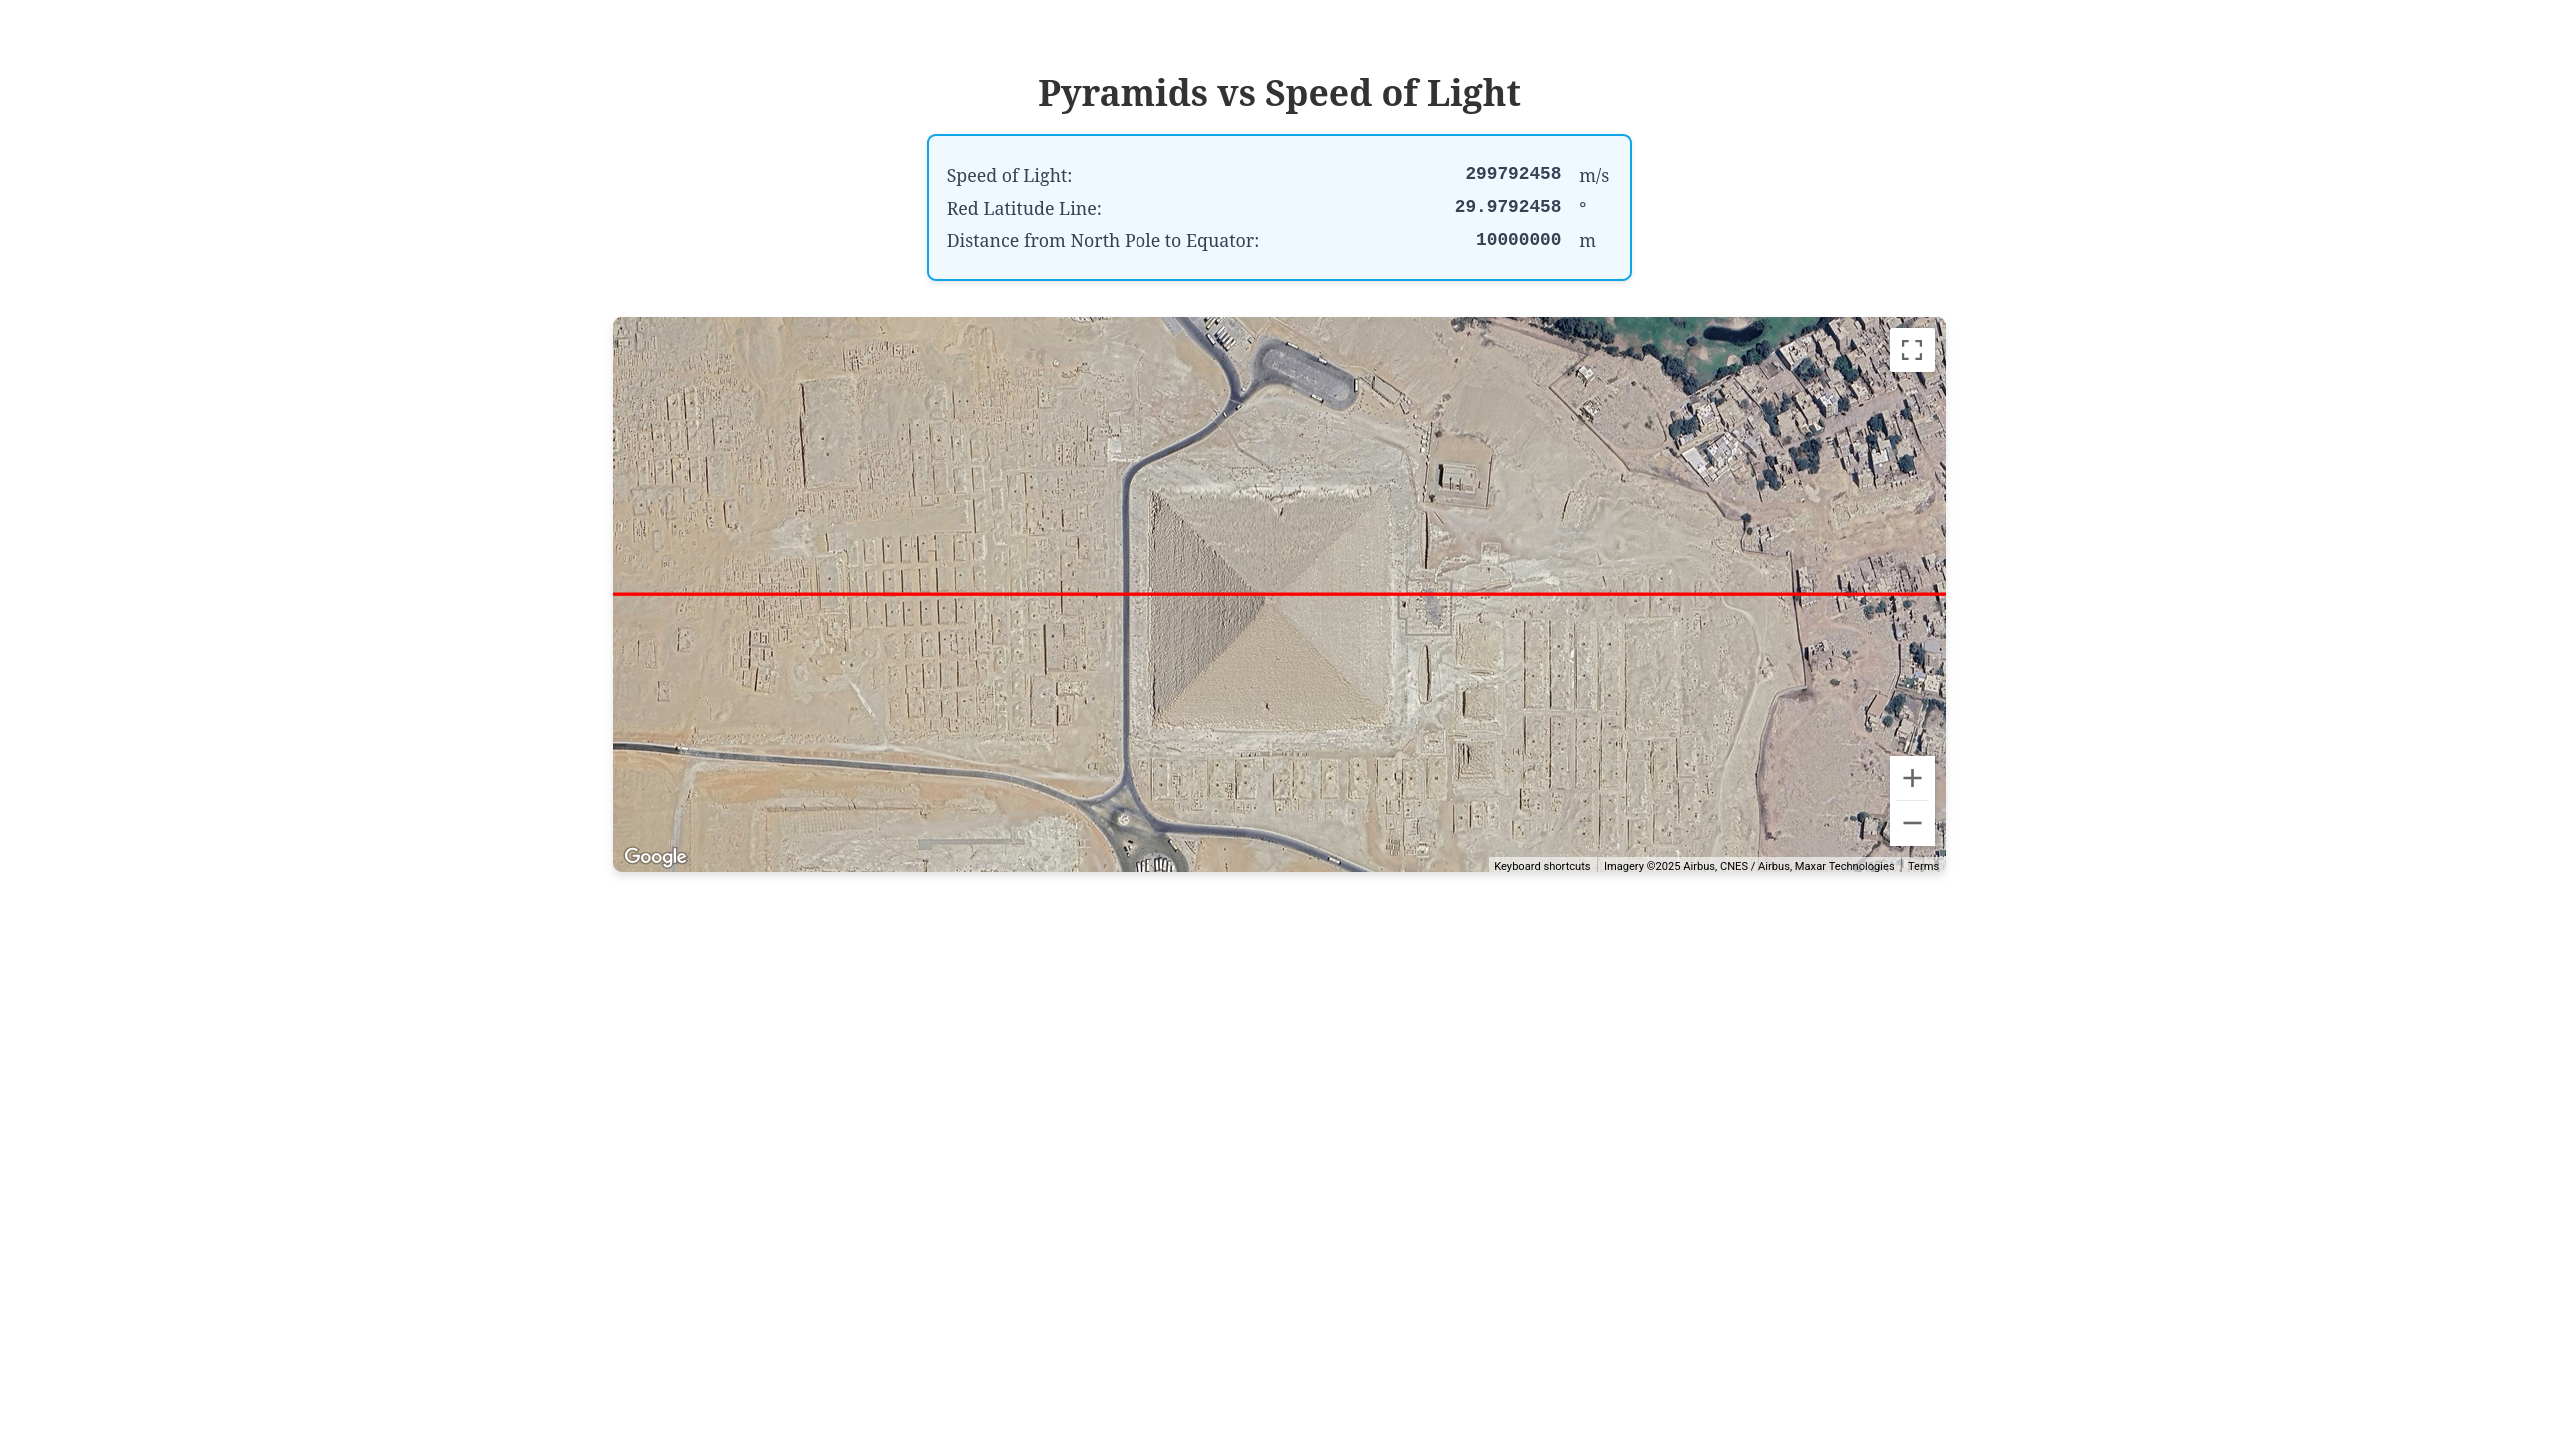 Pyramids vs Speed of Light
Speed of Light: 299792458 m/s
Red Latitude Line: 29.9792458 °
Distance from North Pole to Equator: 10000000 m
Google
Keyboard shortcuts Imagery ©2025 Airbus, CNES / Airbus, Maxar Technologies Terms